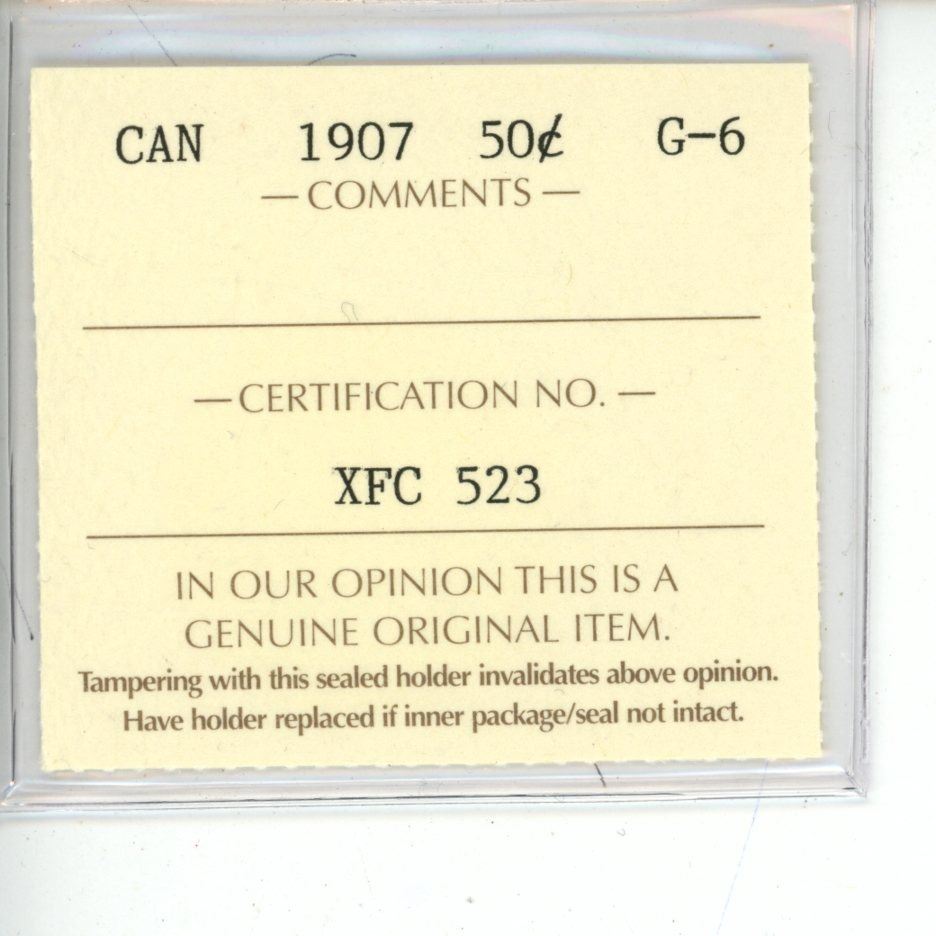 CAN 1907 50¢ G-6
— COMMENTS —
— CERTIFICATION NO. —
XFC 523
IN OUR OPINION THIS IS A
GENUINE ORIGINAL ITEM.
Tampering with this sealed holder invalidates above opinion.
Have holder replaced if inner package/seal not intact.